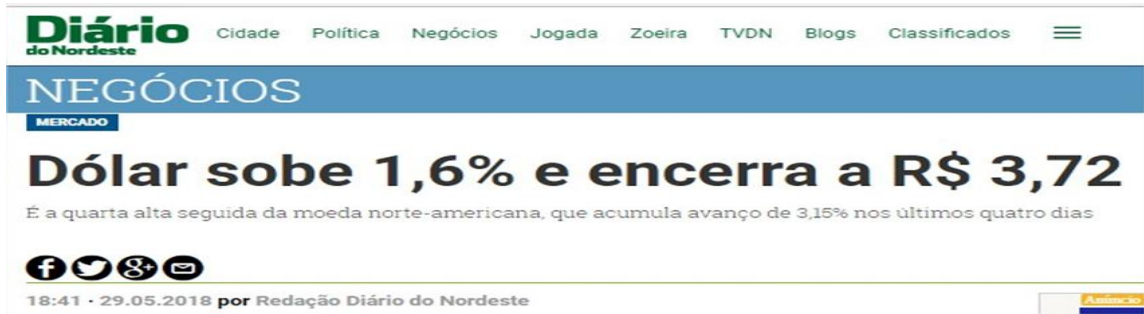 Diário
do Nordeste
Cidade Política Negócios Jogada Zoeira TVDN Blogs Classificados
NEGÓCIOS
MERCADO
Dólar sobe 1,6% e encerra a R$ 3,72
É a quarta alta seguida da moeda norte-americana, que acumula avanço de 3,15% nos últimos quatro dias
18:41 · 29.05.2018 por Redação Diário do Nordeste
Anúncio